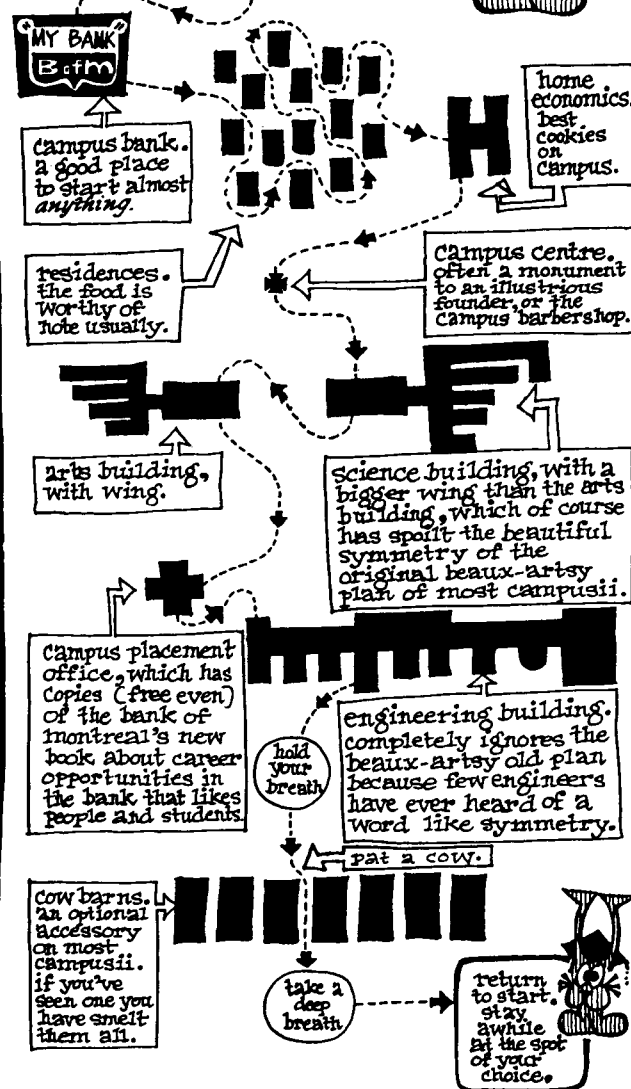 "MY BANK"
B of m
campus bank.
a good place
to start almost
anything.
home
economics.
best
cookies
on
campus.
residences.
the food is
worthy of
note usually.
campus centre.
often a monument
to an illustrious
founder, or the
campus barbershop.
arts building,
with wing.
science building, with a
bigger wing than the arts
building, which of course
has spoilt the beautiful
symmetry of the
original beaux-artsy
plan of most campusii.
campus placement
office, which has
copies (free even)
of the bank of
montreal's new
book about career
opportunities in
the bank that likes
people and students.
engineering building.
completely ignores the
beaux-artsy old plan
because few engineers
have ever heard of a
word like symmetry.
hold
your
breath
pat a cow.
cow barns.
an optional
accessory
on most
campusii.
if you've
seen one you
have smelt
them all.
take a
deep
breath
return
to start.
stay
awhile
at the spot
of your
choice.